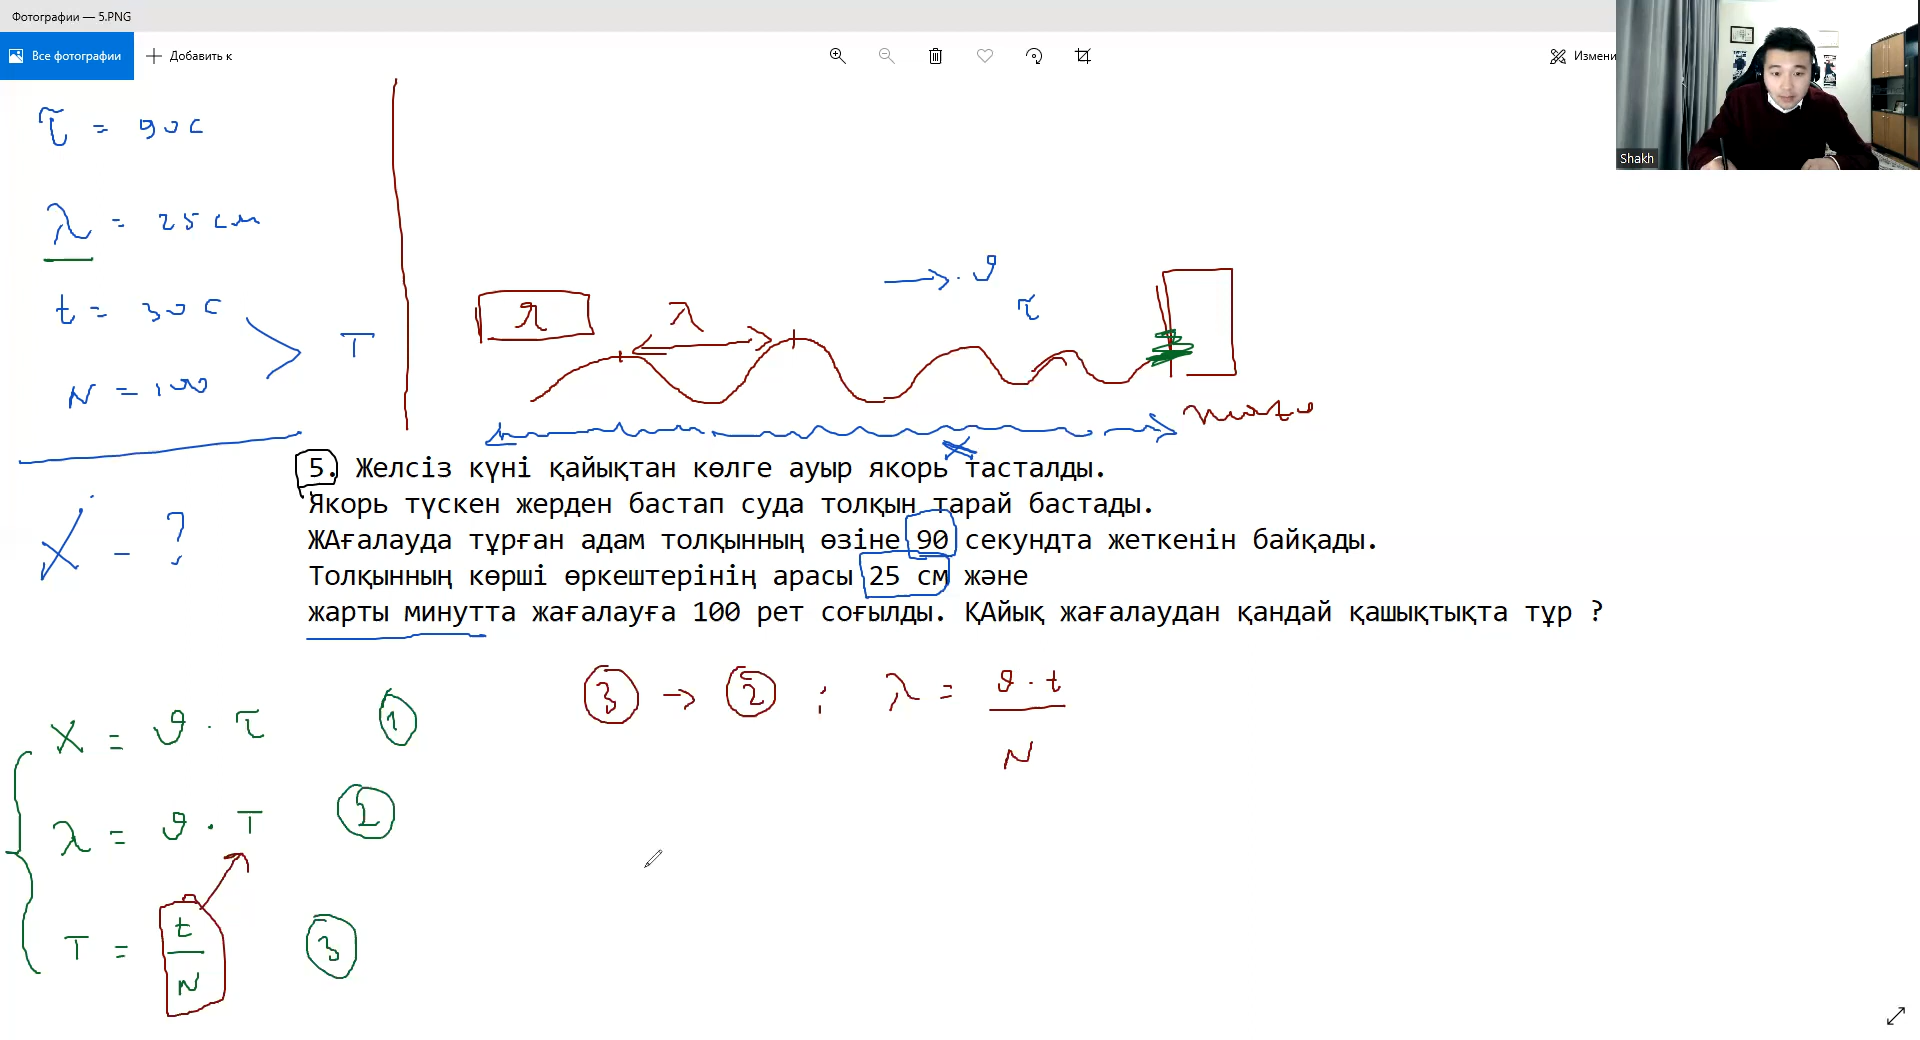 Фотографии — 5.PNG
Все фотографии
Добавить к
Измени
Shakh
τ = 90 с
λ = 25 см
t = 30 с
N = 100
T
x - ?
я
λ
ϑ
τ
x
5. Желсіз күні қайықтан көлге ауыр якорь тасталды.
Якорь түскен жерден бастап суда толқын тарай бастады.
ЖАғалауда тұрған адам толқынның өзіне 90 секундта жеткенін байқады.
Толқынның көрші өркештерінің арасы 25 см және
жарты минутта жағалауға 100 рет соғылды. ҚАйық жағалаудан қандай қашықтықта тұр ?
x = ϑ · τ 1
λ = ϑ · T 2
T = t/N 3
3 → 2 ; λ = ϑ · t / N